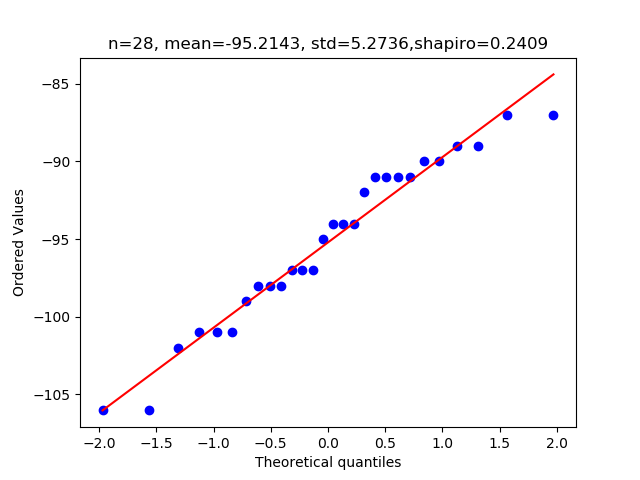 n=28, mean=-95.2143, std=5.2736,shapiro=0.2409
Ordered Values
−85
−90
−95
−100
−105
−2.0 −1.5 −1.0 −0.5 0.0 0.5 1.0 1.5 2.0
Theoretical quantiles